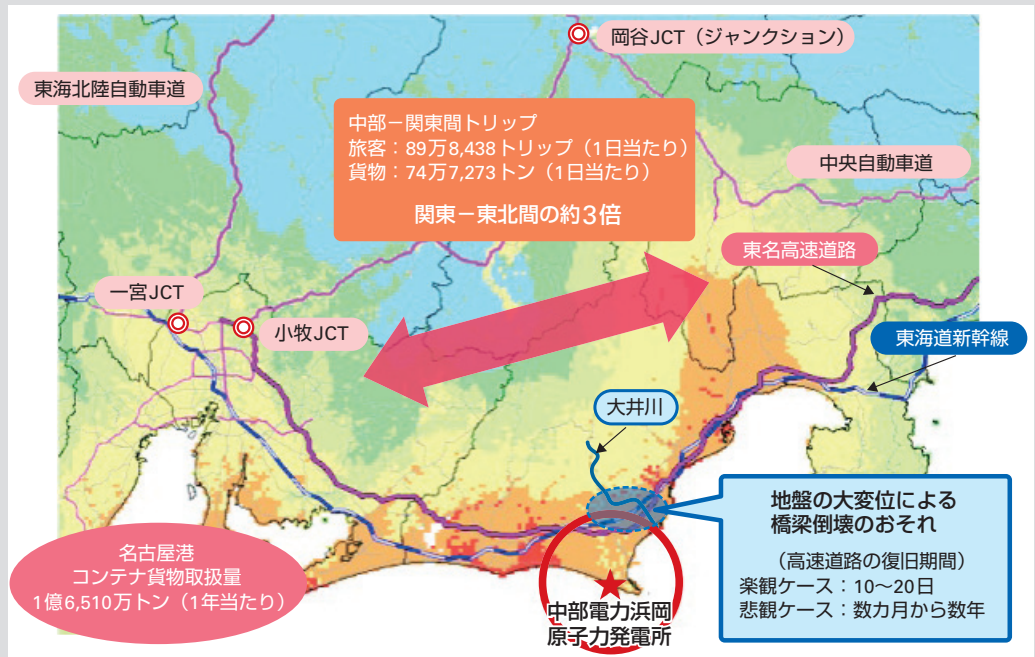 岡谷JCT（ジャンクション）
東海北陸自動車道
中部－関東間トリップ
旅客：89万8,438トリップ（1日当たり）
貨物：74万7,273トン（1日当たり）
関東－東北間の約3倍
中央自動車道
東名高速道路
一宮JCT
小牧JCT
東海道新幹線
大井川
地盤の大変位による
橋梁倒壊のおそれ
（高速道路の復旧期間）
楽観ケース：10〜20日
悲観ケース：数カ月から数年
名古屋港
コンテナ貨物取扱量
1億6,510万トン（1年当たり）
中部電力浜岡
原子力発電所